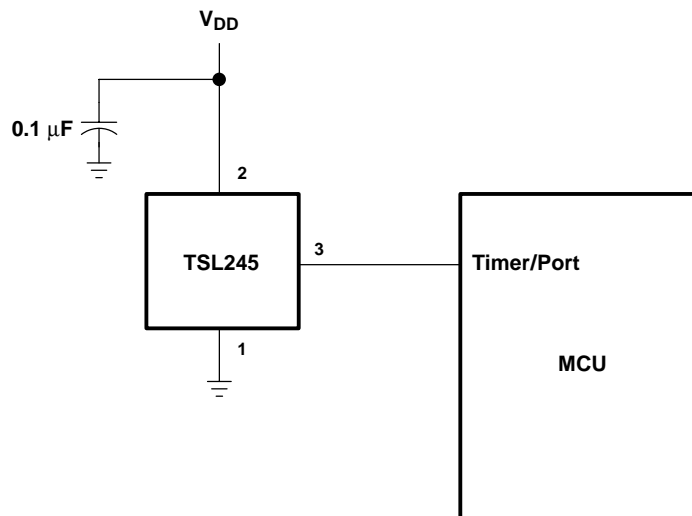 VDD
0.1 μF
2
TSL245
3
Timer/Port
1
MCU